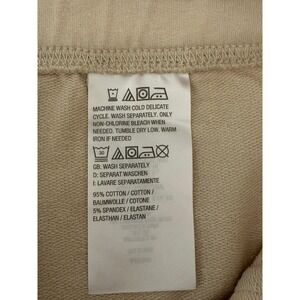 MACHINE WASH COLD DELICATE
CYCLE. WASH SEPARATELY. ONLY
NON-CHLORINE BLEACH WHEN
NEEDED. TUMBLE DRY LOW. WARM
IRON IF NEEDED
30
GB: WASH SEPARATELY
D: SEPARAT WASCHEN
I: LAVARE SEPARATAMENTE
95% COTTON / COTTON /
BAUMWOLLE / COTONE
5% SPANDEX / ELASTANE /
ELASTHAN / ELASTAN